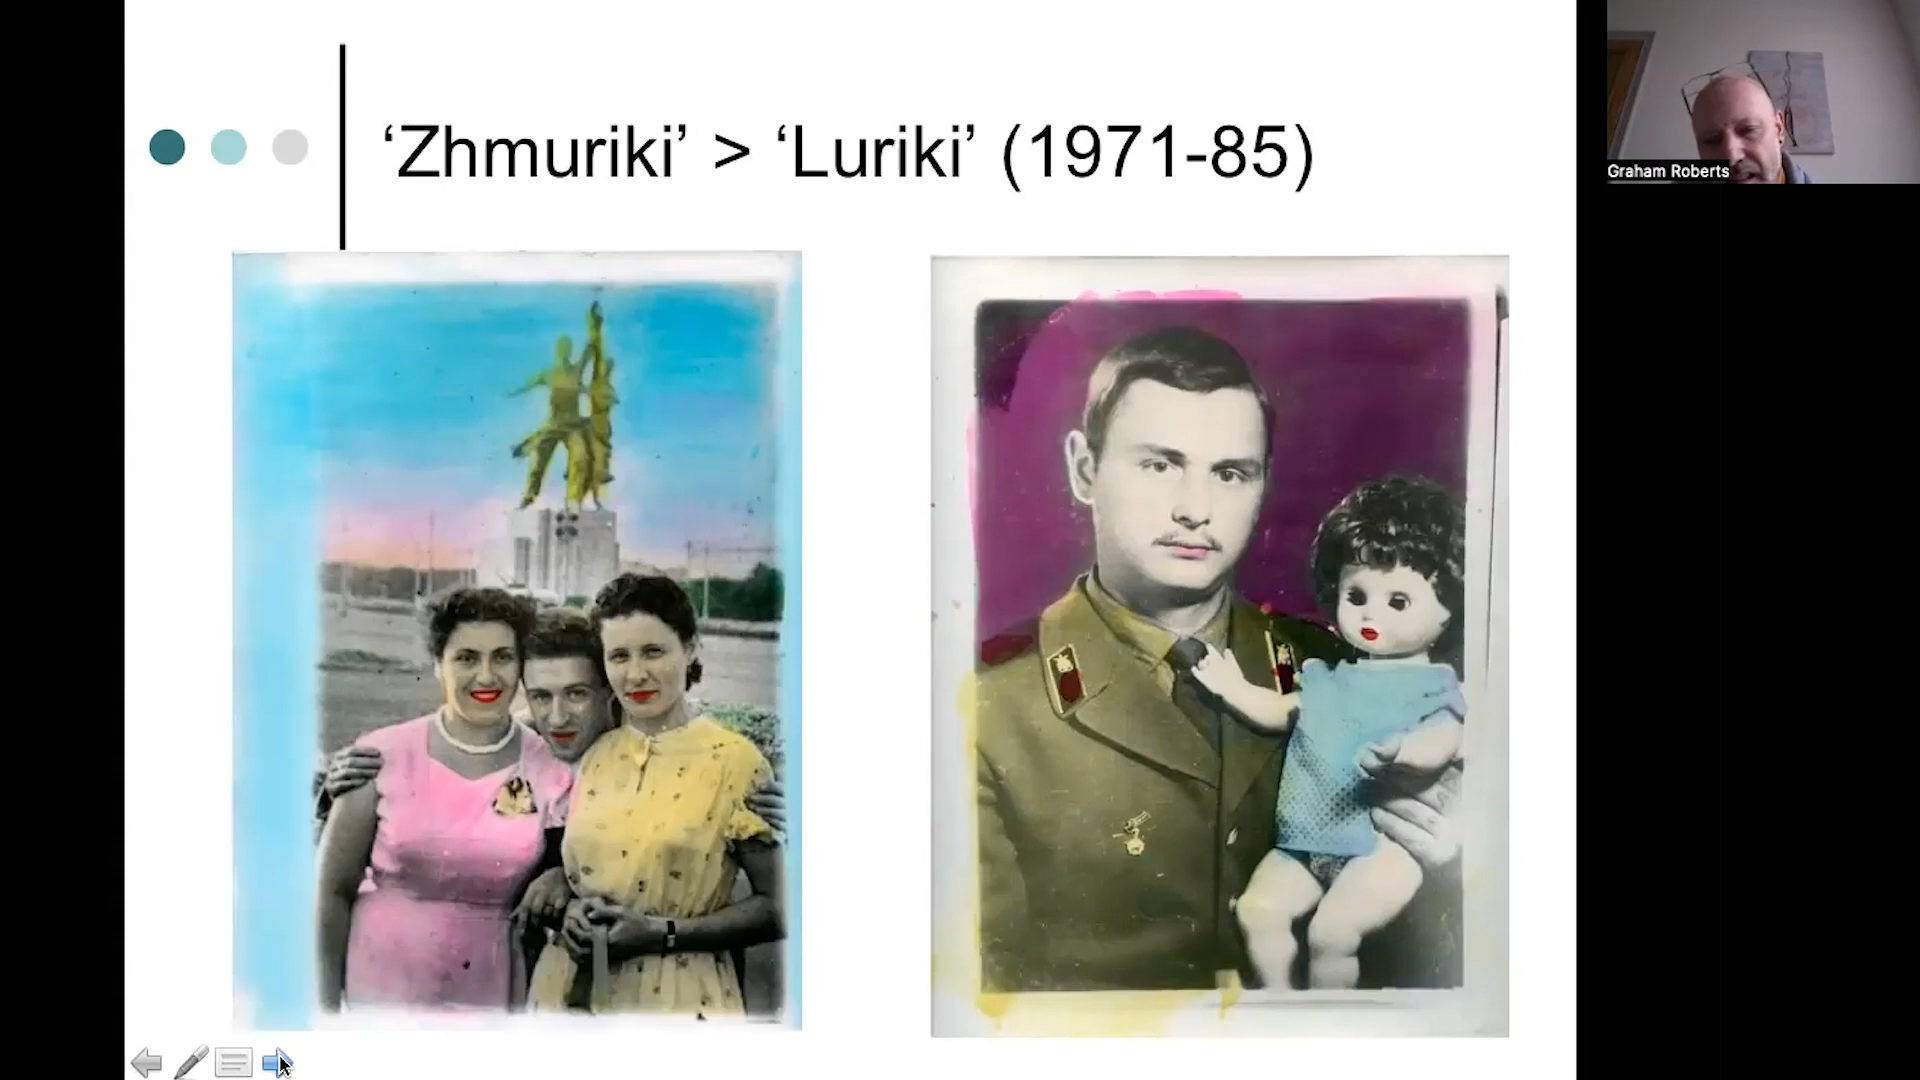 ‘Zhmuriki’ > ‘Luriki’ (1971-85)
Graham Roberts